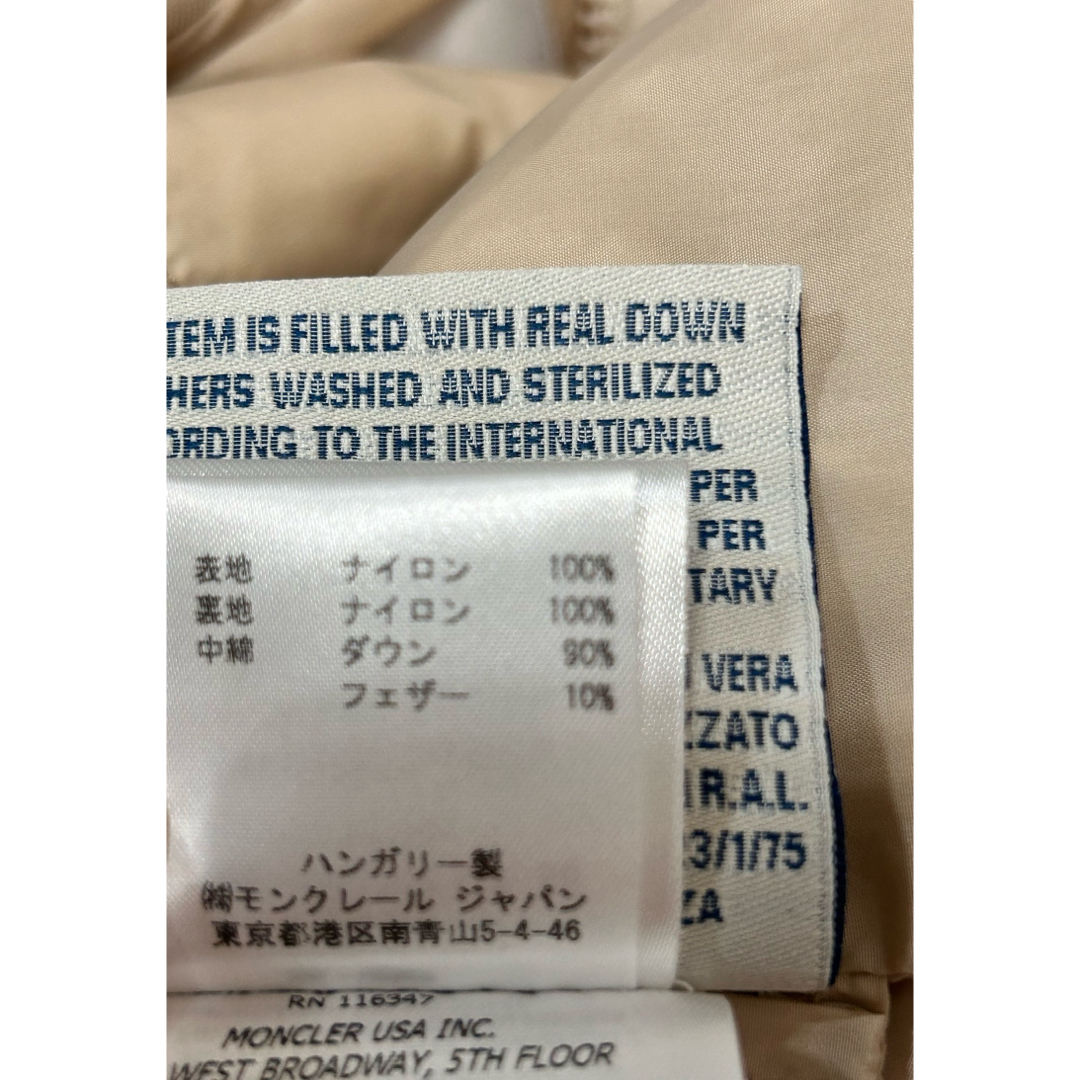 TEM IS FILLED WITH REAL DOWN
HERS WASHED AND STERILIZED
ORDING TO THE INTERNATIONAL
PER
PER
TARY
VERA
ZZATO
R.A.L.
3/1/75
ZA
表地 ナイロン 100%
裏地 ナイロン 100%
中綿 ダウン 90%
フェザー 10%
ハンガリー製
㈱モンクレール ジャパン
東京都港区南青山5-4-46
RN 116347
MONCLER USA INC.
WEST BROADWAY, 5TH FLOOR